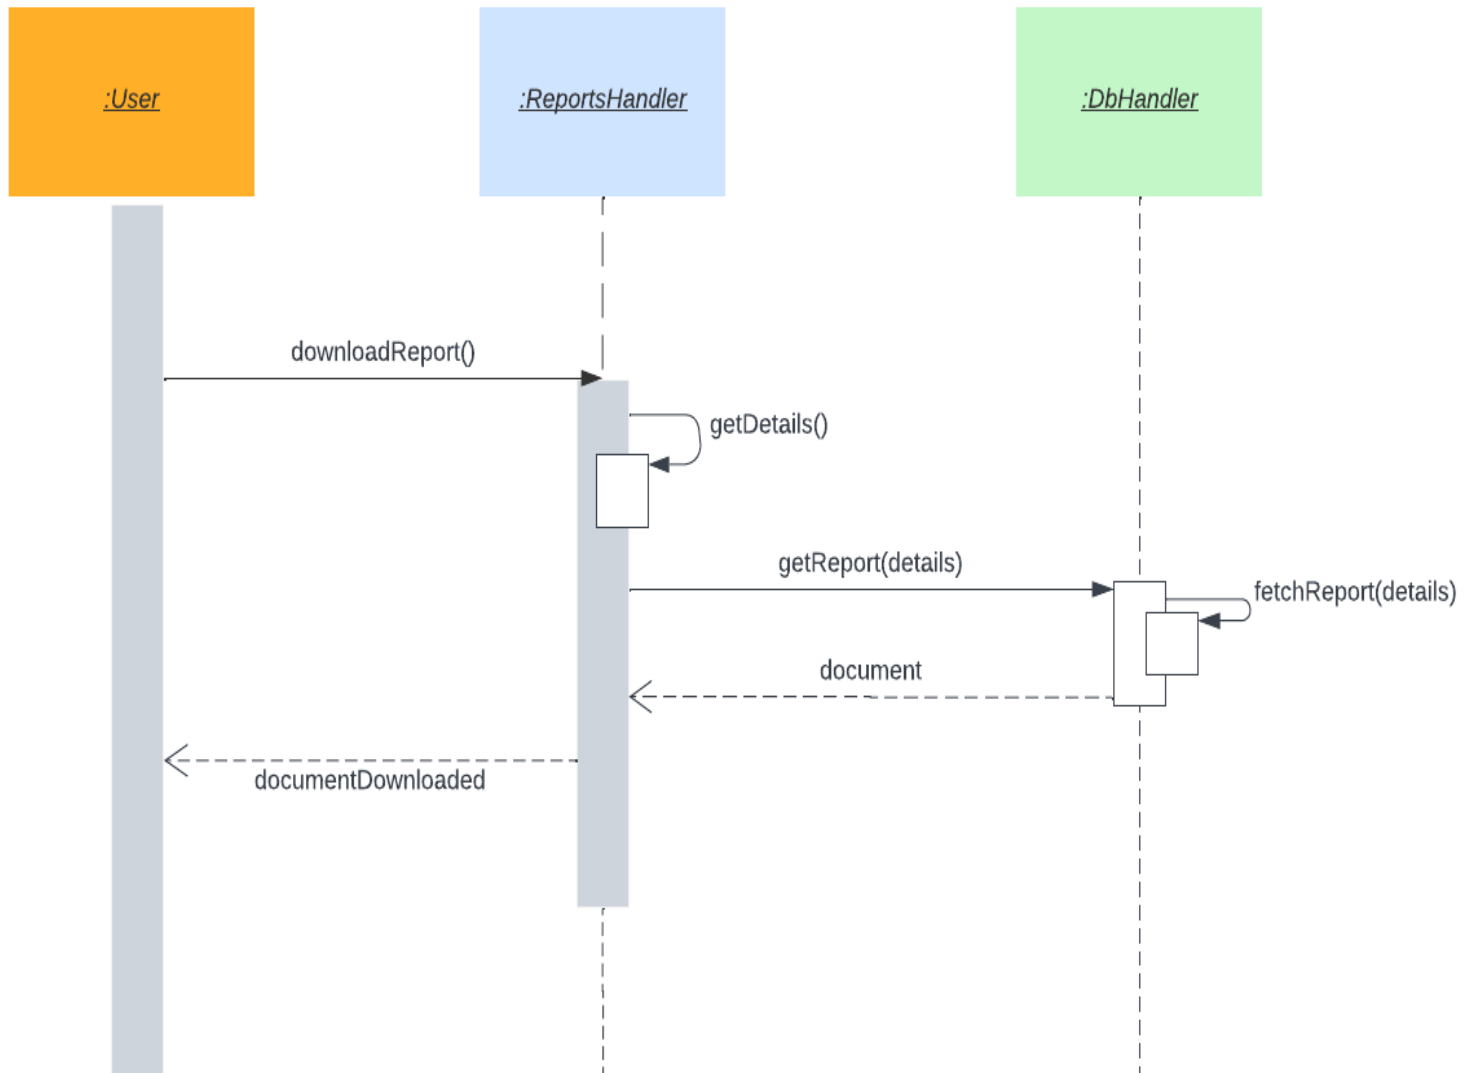 :User
:ReportsHandler
:DbHandler
downloadReport()
getDetails()
getReport(details)
fetchReport(details)
document
documentDownloaded